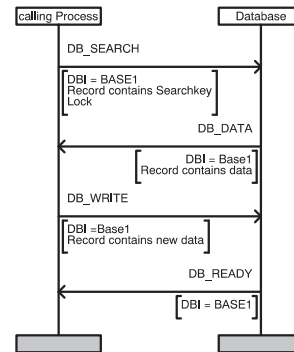 calling Process
Database
DB_SEARCH
DBI = BASE1
Record contains Searchkey
Lock
DB_DATA
DBI = Base1
Record contains data
DB_WRITE
DBI =Base1
Record contains new data
DB_READY
DBI = BASE1